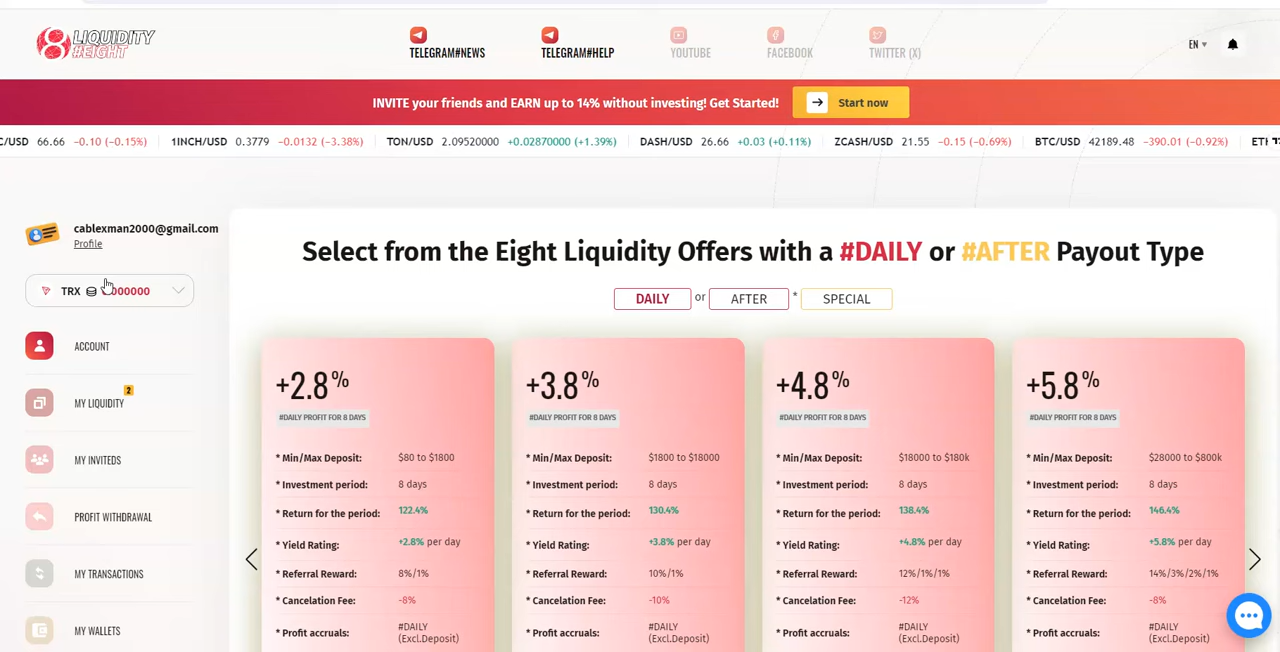 LIQUIDITY
#EIGHT
TELEGRAM#NEWS
TELEGRAM#HELP
YOUTUBE
FACEBOOK
TWITTER (X)
EN
INVITE your friends and EARN up to 14% without investing! Get Started!
Start now
C/USD 66.66 −0.10 (−0.15%) 1INCH/USD 0.3779 −0.0132 (−3.38%) TON/USD 2.09520000 +0.02870000 (+1.39%) DASH/USD 26.66 +0.03 (+0.11%) ZCASH/USD 21.55 −0.15 (−0.69%) BTC/USD 42189.48 −390.01 (−0.92%)
cablexman2000@gmail.com
Profile
TRX 000000
ACCOUNT
MY LIQUIDITY 2
MY INVITEDS
PROFIT WITHDRAWAL
MY TRANSACTIONS
MY WALLETS
Select from the Eight Liquidity Offers with a #DAILY or #AFTER Payout Type
DAILY or AFTER * SPECIAL
+2.8%
#DAILY PROFIT FOR 8 DAYS
* Min/Max Deposit: $80 to $1800
* Investment period: 8 days
* Return for the period: 122.4%
* Yield Rating: +2.8% per day
* Referral Reward: 8%/1%
* Cancelation Fee: -8%
* Profit accruals: #DAILY
(Excl.Deposit)
+3.8%
#DAILY PROFIT FOR 8 DAYS
* Min/Max Deposit: $1800 to $18000
* Investment period: 8 days
* Return for the period: 130.4%
* Yield Rating: +3.8% per day
* Referral Reward: 10%/1%
* Cancelation Fee: -10%
* Profit accruals: #DAILY
(Excl.Deposit)
+4.8%
#DAILY PROFIT FOR 8 DAYS
* Min/Max Deposit: $18000 to $180k
* Investment period: 8 days
* Return for the period: 138.4%
* Yield Rating: +4.8% per day
* Referral Reward: 12%/1%/1%
* Cancelation Fee: -12%
* Profit accruals: #DAILY
(Excl.Deposit)
+5.8%
#DAILY PROFIT FOR 8 DAYS
* Min/Max Deposit: $28000 to $800k
* Investment period: 8 days
* Return for the period: 146.4%
* Yield Rating: +5.8% per day
* Referral Reward: 14%/3%/2%/1%
* Cancelation Fee: -8%
* Profit accruals: #DAILY
(Excl.Deposit)